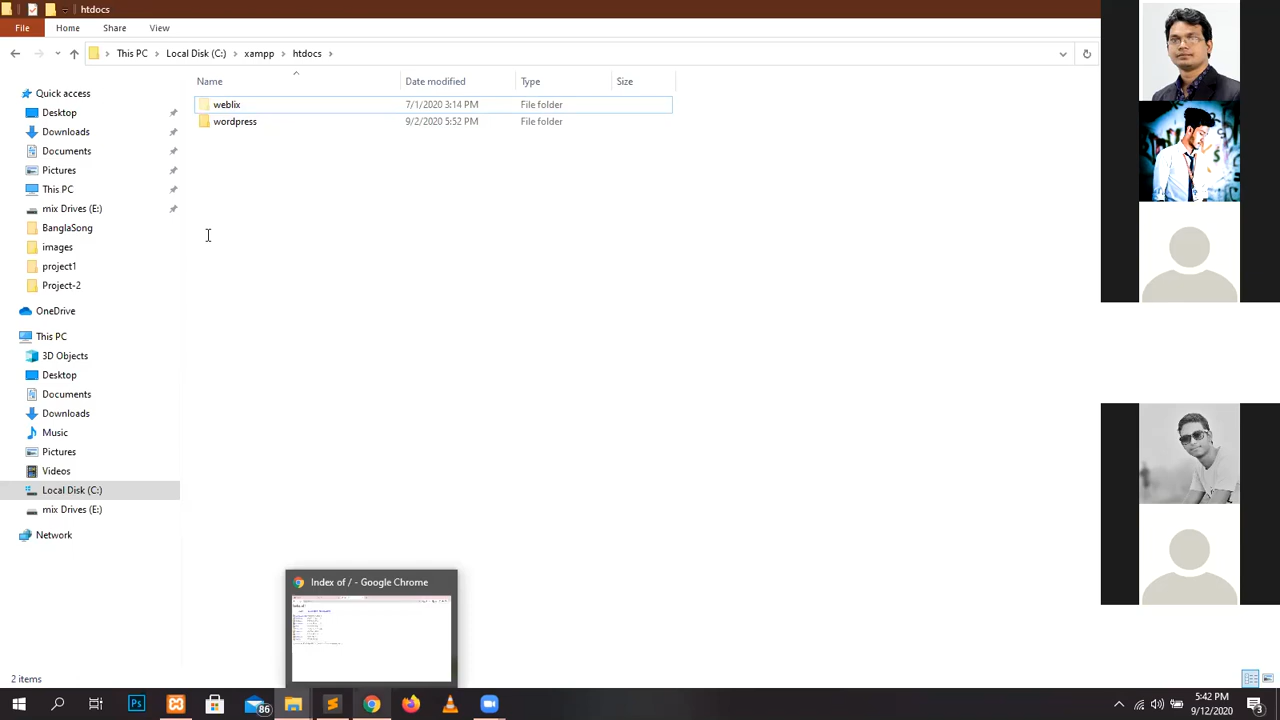 htdocs
File
Home
Share
View
This PC
Local Disk (C:)
xampp
htdocs
Name
Date modified
Type
Size
weblix
7/1/2020 3:14 PM
File folder
wordpress
9/2/2020 5:52 PM
File folder
Quick access
Desktop
Downloads
Documents
Pictures
This PC
mix Drives (E:)
BanglaSong
images
project1
Project-2
OneDrive
This PC
3D Objects
Desktop
Documents
Downloads
Music
Pictures
Videos
Local Disk (C:)
mix Drives (E:)
Network
Index of / - Google Chrome
2 items
Ps
86
5:42 PM
9/12/2020
3